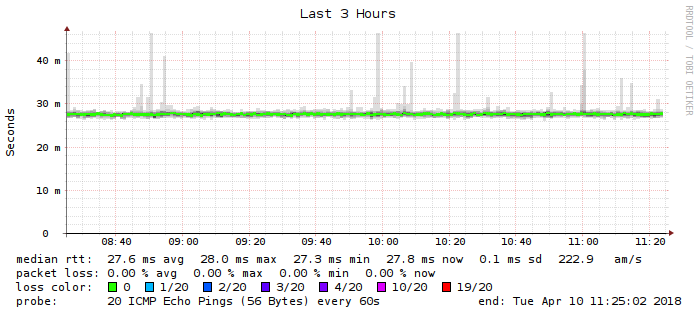 Last 3 Hours
RRDTOOL / TOBI OETIKER
Seconds
40 m
30 m
20 m
10 m
0
08:40 09:00 09:20 09:40 10:00 10:20 10:40 11:00 11:20
median rtt: 27.6 ms avg 28.0 ms max 27.3 ms min 27.8 ms now 0.1 ms sd 222.9 am/s
packet loss: 0.00 % avg 0.00 % max 0.00 % min 0.00 % now
loss color: 0 1/20 2/20 3/20 4/20 10/20 19/20
probe: 20 ICMP Echo Pings (56 Bytes) every 60s end: Tue Apr 10 11:25:02 2018